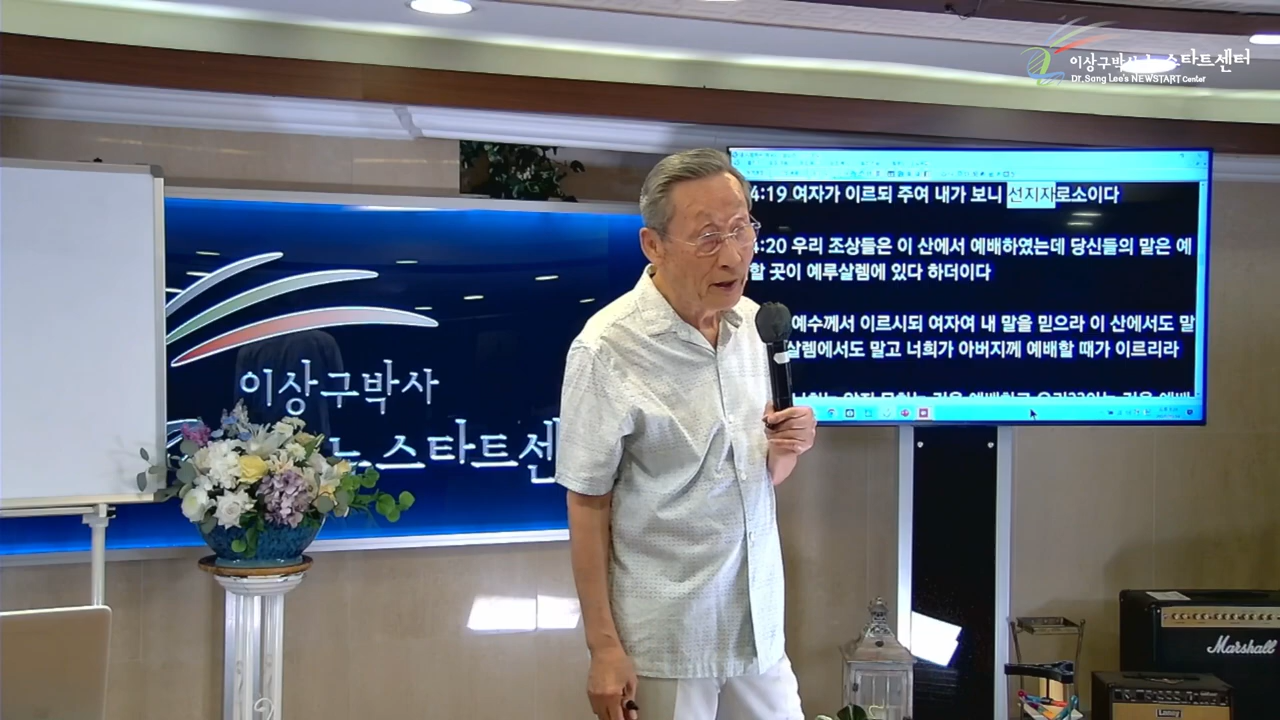 이상구박사 뉴스타트센터
Dr. Sang Lee's NEWSTART Center
4:19 여자가 이르되 주여 내가 보니 선지자로소이다
4:20 우리 조상들은 이 산에서 예배하였는데 당신들의 말은 예
할 곳이 예루살렘에 있다 하더이다
예수께서 이르시되 여자여 내 말을 믿으라 이 산에서도 말
살렘에서도 말고 너희가 아버지께 예배할 때가 이르리라
이상구박사
뉴스타트센
Marshall
Laney